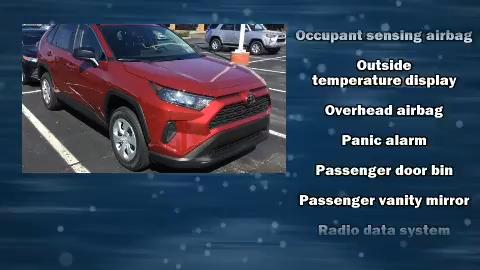 Occupant sensing airbag
Outside
temperature display
Overhead airbag
Panic alarm
Passenger door bin
Passenger vanity mirror
Radio data system